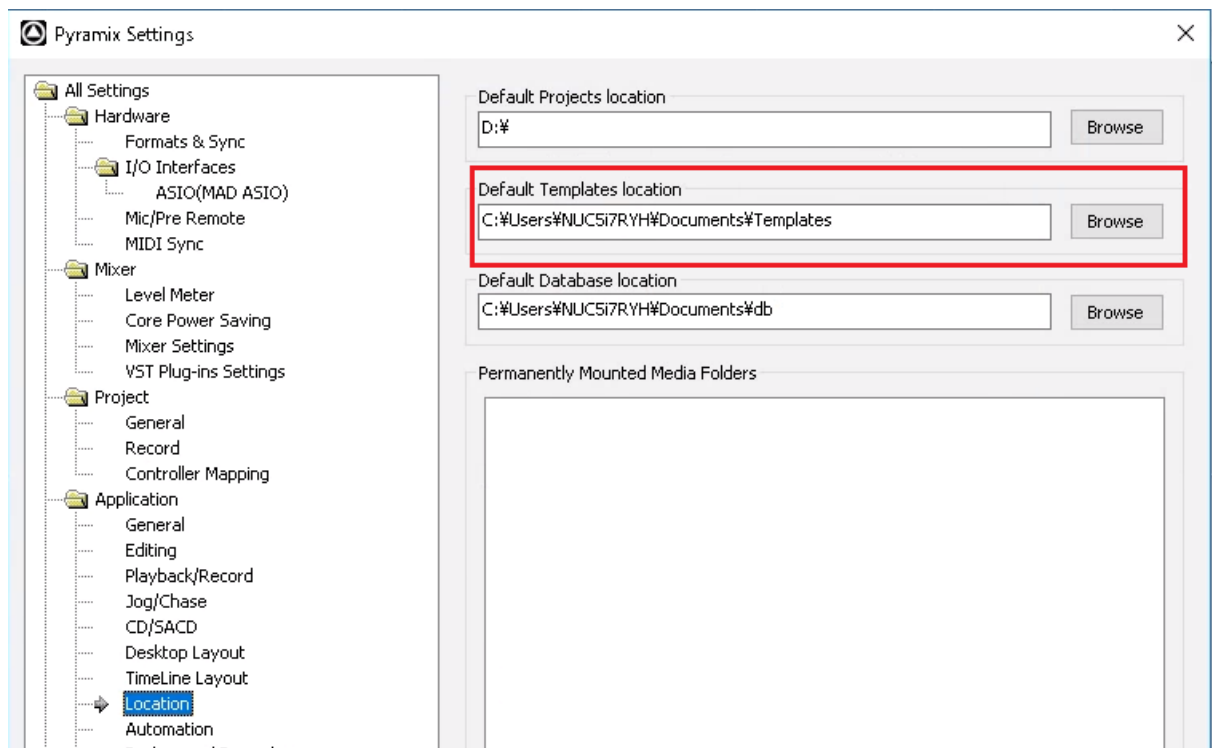 Pyramix Settings
All Settings
Hardware
Formats & Sync
I/O Interfaces
ASIO(MAD ASIO)
Mic/Pre Remote
MIDI Sync
Mixer
Level Meter
Core Power Saving
Mixer Settings
VST Plug-ins Settings
Project
General
Record
Controller Mapping
Application
General
Editing
Playback/Record
Jog/Chase
CD/SACD
Desktop Layout
TimeLine Layout
Location
Automation
Default Projects location
D:¥
Browse
Default Templates location
C:¥Users¥NUC5i7RYH¥Documents¥Templates
Browse
Default Database location
C:¥Users¥NUC5i7RYH¥Documents¥db
Browse
Permanently Mounted Media Folders